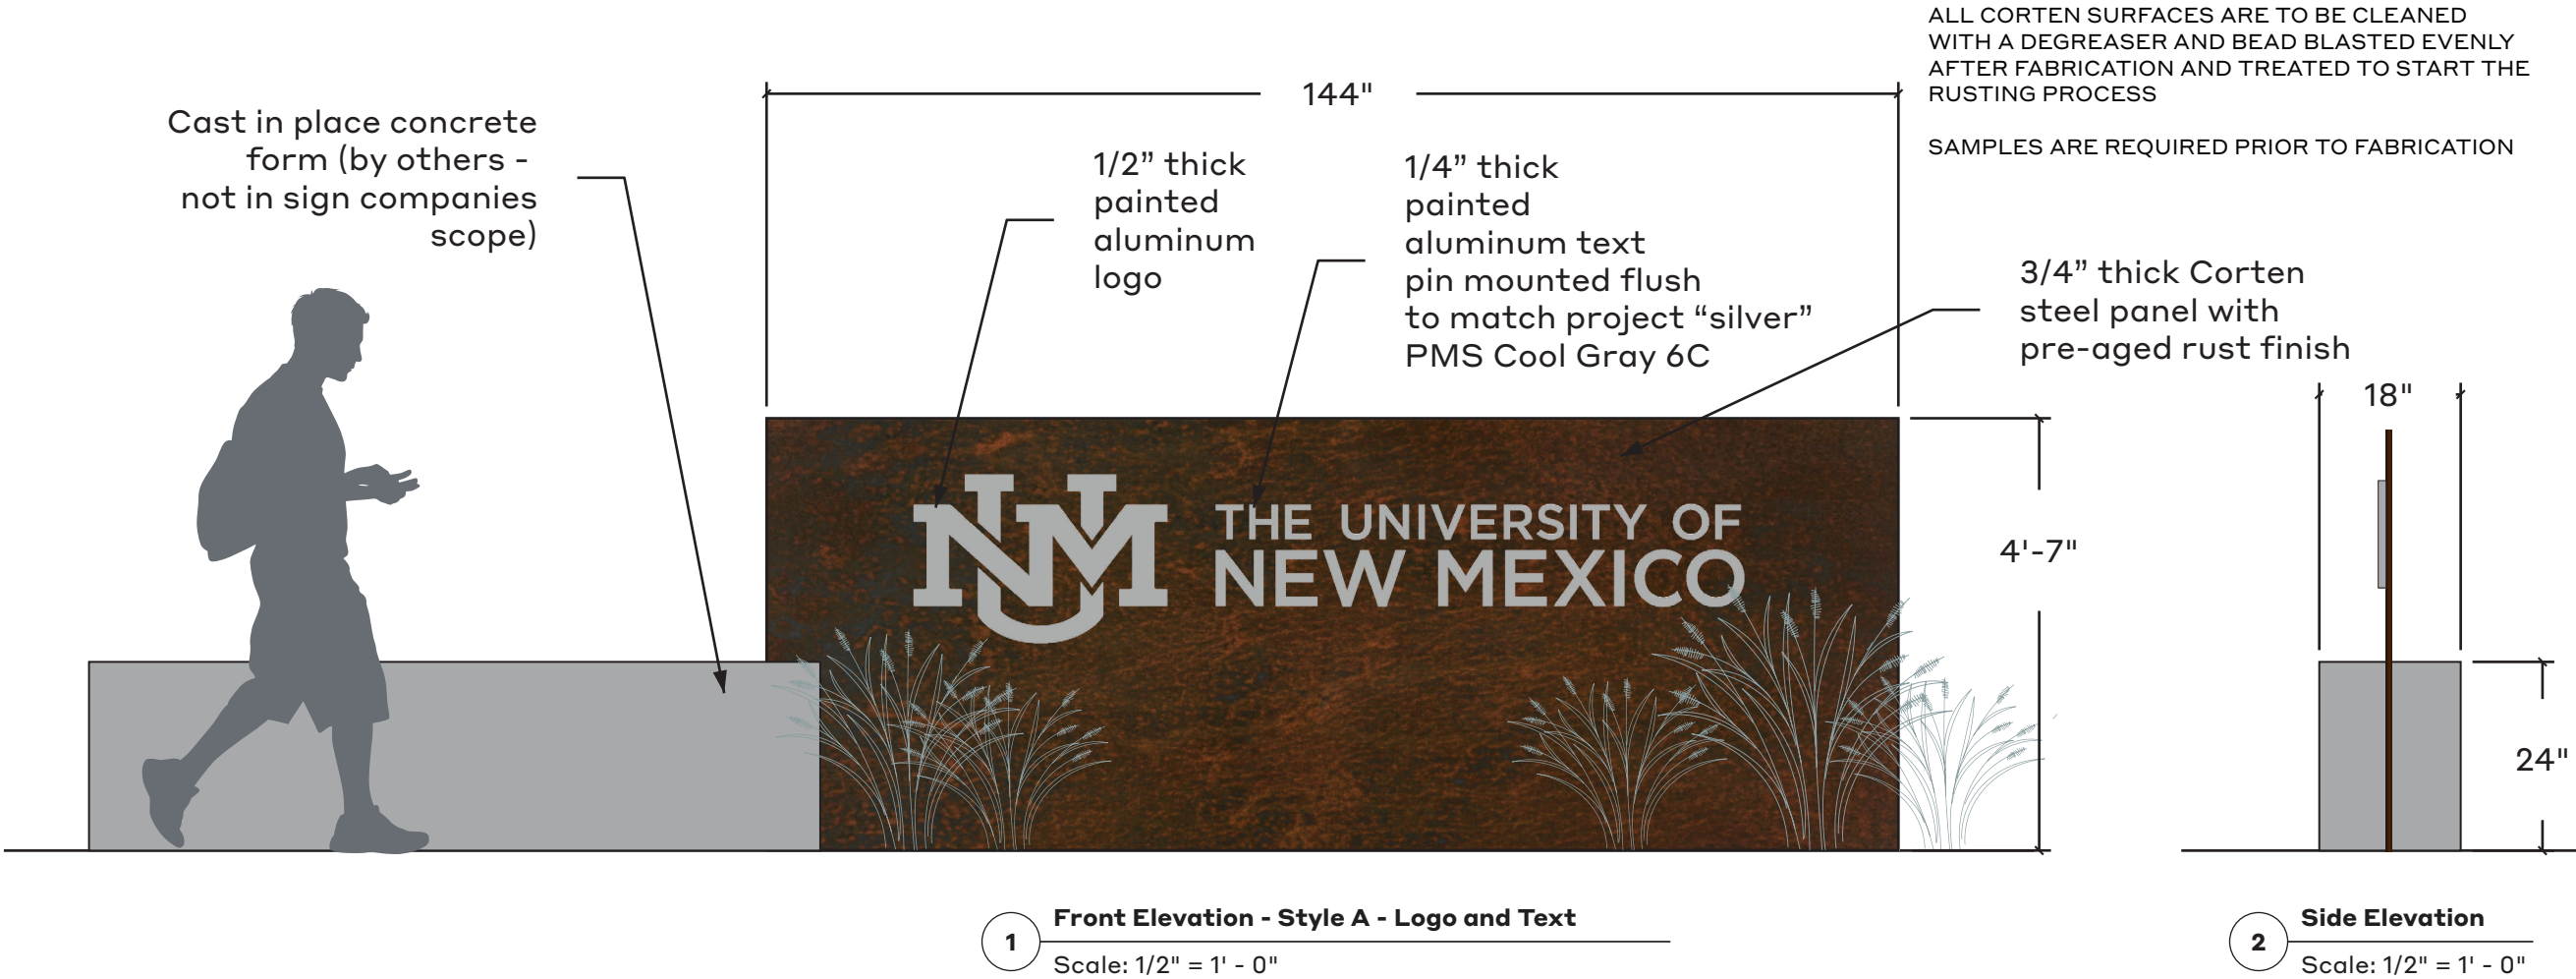 ALL CORTEN SURFACES ARE TO BE CLEANED
WITH A DEGREASER AND BEAD BLASTED EVENLY
AFTER FABRICATION AND TREATED TO START THE
RUSTING PROCESS
SAMPLES ARE REQUIRED PRIOR TO FABRICATION
144"
Cast in place concrete
form (by others -
not in sign companies
scope)
1/2” thick
painted
aluminum
logo
1/4” thick
painted
aluminum text
pin mounted flush
to match project “silver”
PMS Cool Gray 6C
3/4” thick Corten
steel panel with
pre-aged rust finish
18"
UNM
THE UNIVERSITY OF
NEW MEXICO
4'-7"
24"
1
Front Elevation - Style A - Logo and Text
Scale: 1/2" = 1' - 0"
2
Side Elevation
Scale: 1/2" = 1' - 0"